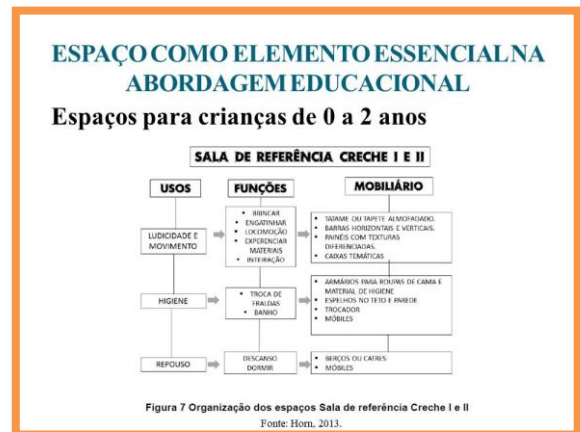 ESPAÇO COMO ELEMENTO ESSENCIAL NA
ABORDAGEM EDUCACIONAL
Espaços para crianças de 0 a 2 anos
SALA DE REFERÊNCIA CRECHE I E II
USOS
FUNÇÕES
MOBILIÁRIO
LUDICIDADE E
MOVIMENTO
• BRINCAR
• ENGATINHAR
• LOCOMOÇÃO
• EXPERENCIAR
MATERIAIS
• INTEIRAÇÃO
• TATAME OU TAPETE ALMOFADADO.
• BARRAS HORIZONTAIS E VERTICAIS.
• PAINÉIS COM TEXTURAS
DIFERENCIADAS.
• CAIXAS TEMÁTICAS
HIGIENE
• TROCA DE
FRALDAS
• BANHO
• ARMÁRIOS PARA ROUPAS DE CAMA E
MATERIAL DE HIGIENE
• ESPELHOS NO TETO E PAREDE
• TROCADOR
• MÓBILES
REPOUSO
DESCANSO
DORMIR
• BERÇOS OU CATRES
• MÓBILES
Figura 7 Organização dos espaços Sala de referência Creche I e II
Fonte: Horn, 2013.